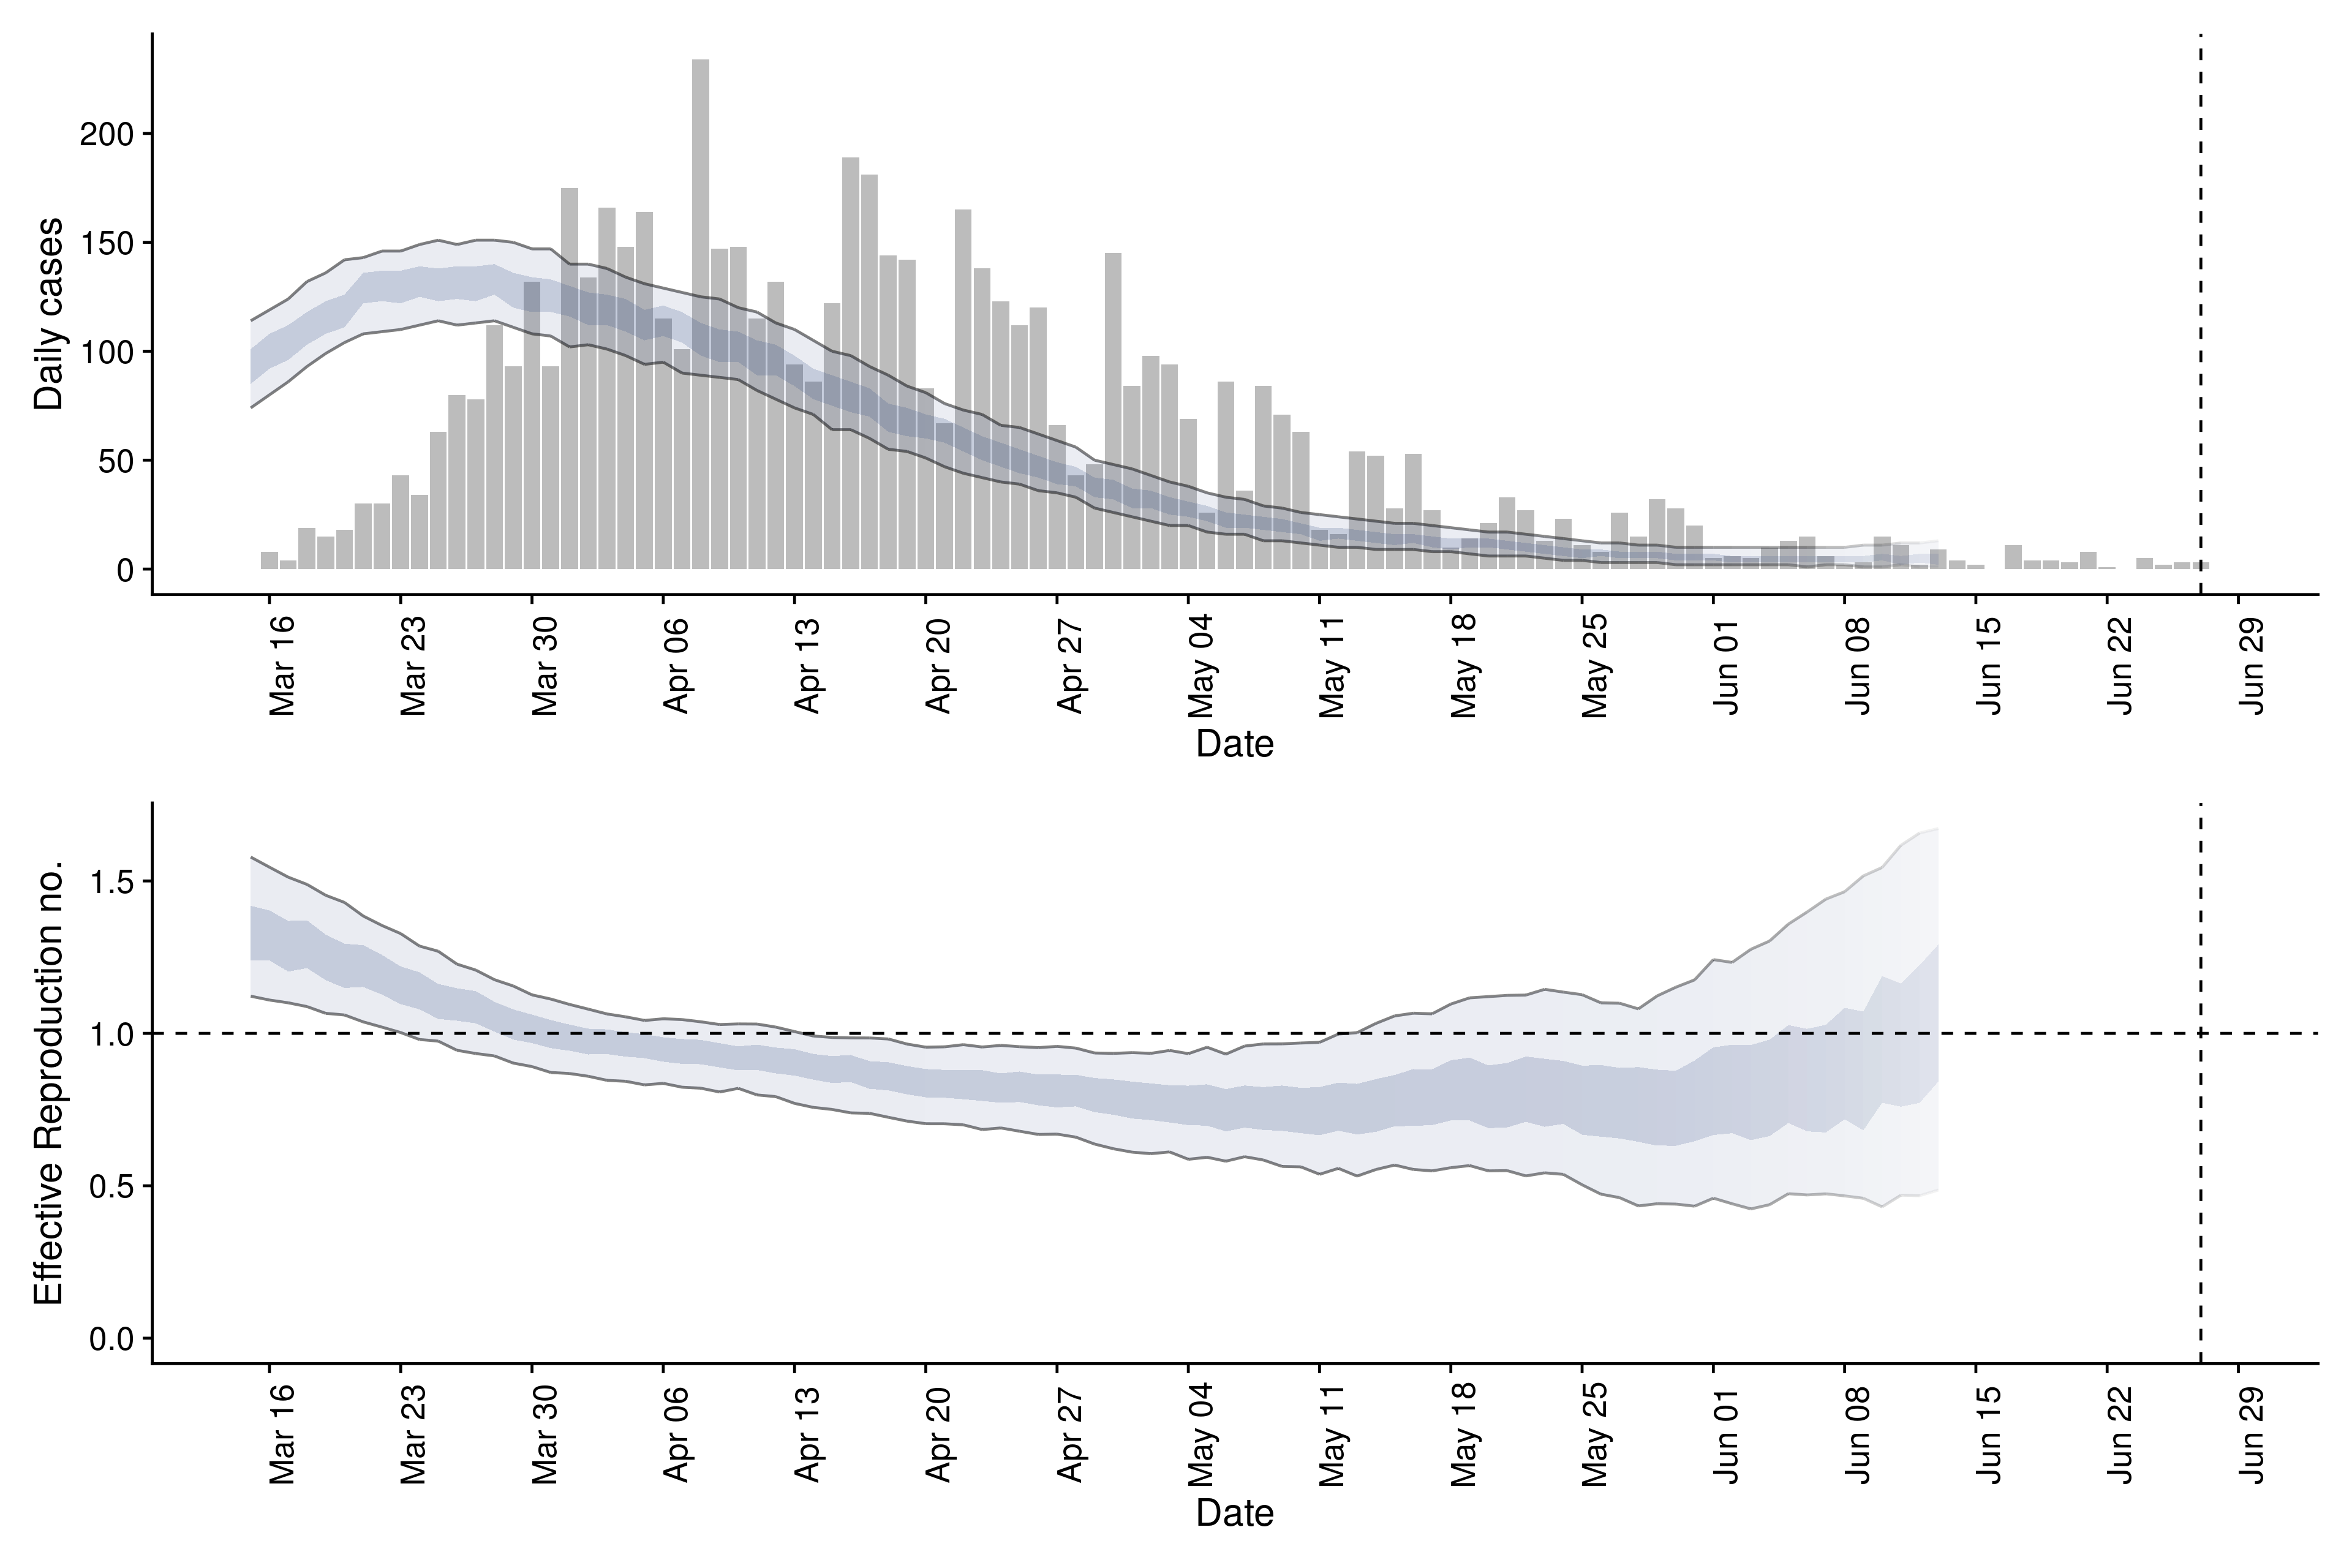 Daily cases
200
150
100
50
0
Mar 16
Mar 23
Mar 30
Apr 06
Apr 13
Apr 20
Apr 27
May 04
May 11
May 18
May 25
Jun 01
Jun 08
Jun 15
Jun 22
Jun 29
Date
Effective Reproduction no.
1.5
1.0
0.5
0.0
Mar 16
Mar 23
Mar 30
Apr 06
Apr 13
Apr 20
Apr 27
May 04
May 11
May 18
May 25
Jun 01
Jun 08
Jun 15
Jun 22
Jun 29
Date